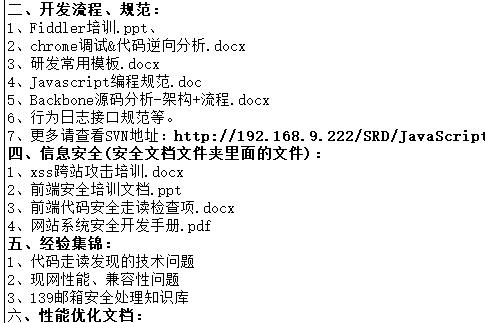 二、开发流程、规范:
1、Fiddler培训.ppt、
2、chrome调试&代码逆向分析.docx
3、研发常用模板.docx
4、Javascript编程规范.doc
5、Backbone源码分析-架构+流程.docx
6、行为日志接口规范等。
7、更多请查看SVN地址:http://192.168.9.222/SRD/JavaScript
四、信息安全(安全文档文件夹里面的文件):
1、xss跨站攻击培训.docx
2、前端安全培训文档.ppt
3、前端代码安全走读检查项.docx
4、网站系统安全开发手册.pdf
五、经验集锦:
1、代码走读发现的技术问题
2、现网性能、兼容性问题
3、139邮箱安全处理知识库
六、性能优化文档: